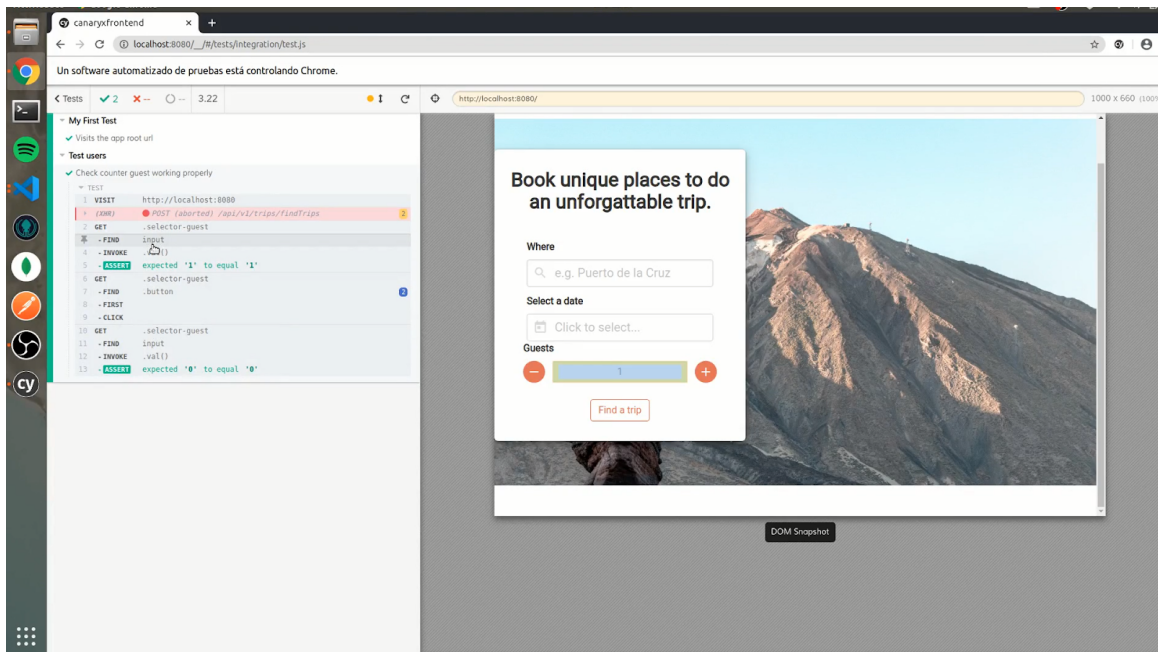 canaryxfrontend
localhost:8080/__/#/tests/integration/test.js
Un software automatizado de pruebas está controlando Chrome.
Tests 2 -- -- 3.22
http://localhost:8080/ 1000 x 660 (100%
My First Test
Visits the app root url
Test users
Check counter guest working properly
TEST
1 VISIT http://localhost:8080
(XHR) POST (aborted) /api/v1/trips/findTrips 2
2 GET .selector-guest
- FIND input
4 - INVOKE .val()
5 - ASSERT expected '1' to equal '1'
6 GET .selector-guest
7 - FIND .button 2
8 - FIRST
9 - CLICK
10 GET .selector-guest
11 - FIND input
12 - INVOKE .val()
13 - ASSERT expected '0' to equal '0'
Book unique places to do
an unforgattable trip.
Where
e.g. Puerto de la Cruz
Select a date
Click to select...
Guests
1
Find a trip
DOM Snapshot
cy